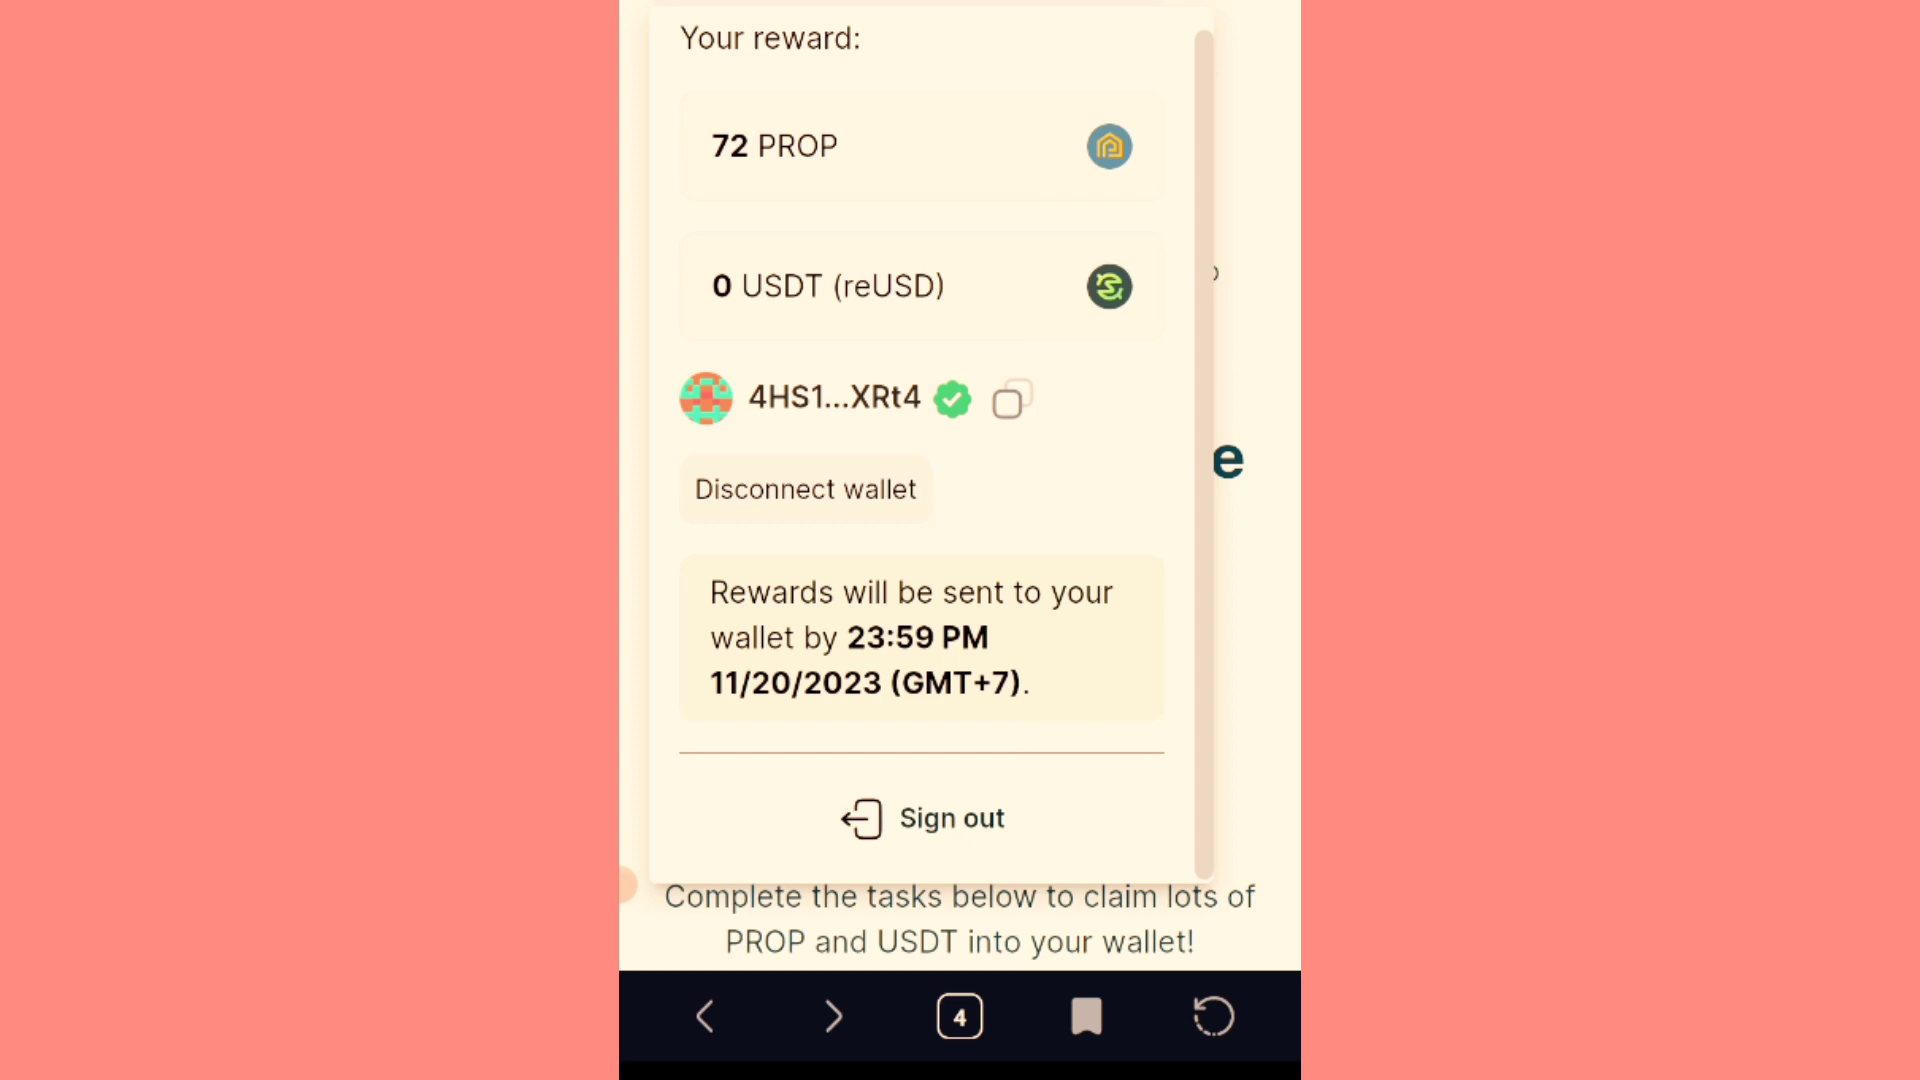 Your reward:
72 PROP
0 USDT (reUSD)
4HS1...XRt4
Disconnect wallet
e
Rewards will be sent to your
wallet by 23:59 PM
11/20/2023 (GMT+7).
Sign out
Complete the tasks below to claim lots of
PROP and USDT into your wallet!
4